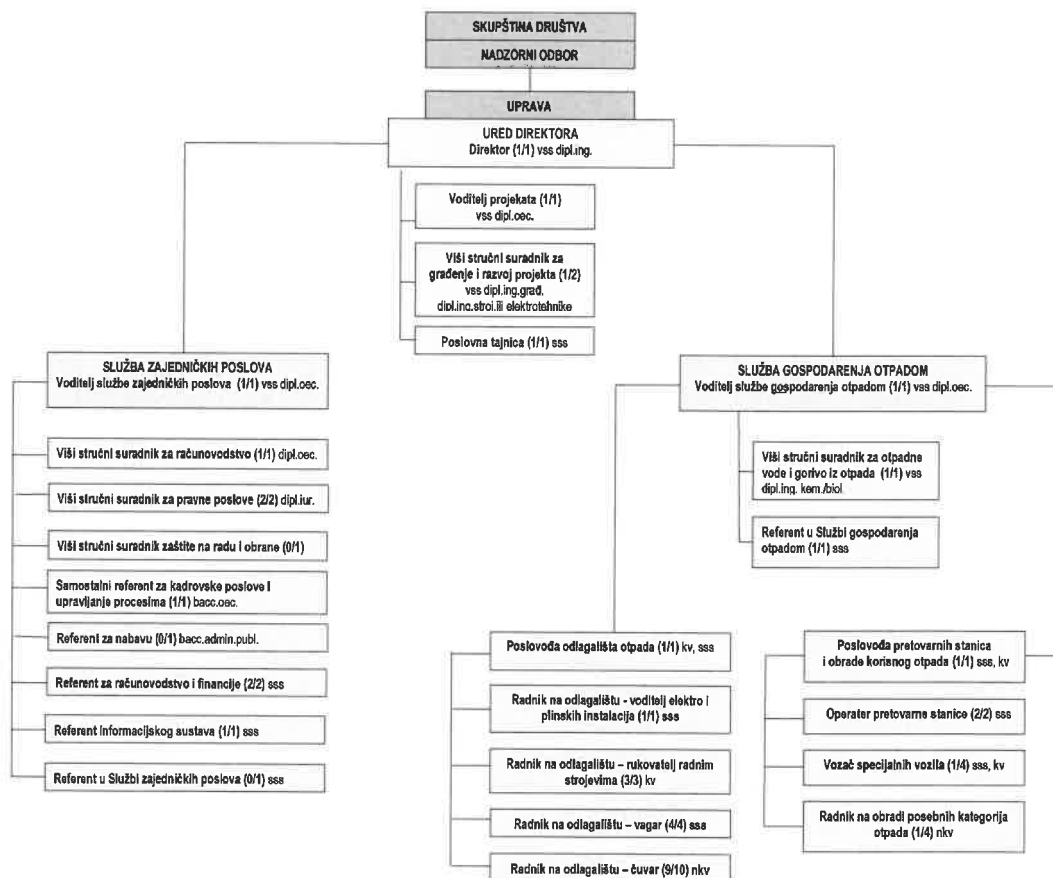 SKUPŠTINA DRUŠTVA
NADZORNI ODBOR
UPRAVA
URED DIREKTORA
Direktor (1/1) vss dipl.ing.
Voditelj projekata (1/1)
vss dipl.oec.
Viši stručni suradnik za
građenje i razvoj projekta (1/2)
vss dipl.ing.građ,
dipl.ing.stroj.ili elektrotehnike
Poslovna tajnica (1/1) sss
SLUŽBA ZAJEDNIČKIH POSLOVA
Voditelj službe zajedničkih poslova (1/1) vss dipl.oec.
Viši stručni suradnik za računovodstvo (1/1) dipl.oec.
Viši stručni suradnik za pravne poslove (2/2) dipl.iur.
Viši stručni suradnik zaštite na radu i obrane (0/1)
Samostalni referent za kadrovske poslove i
upravljanje procesima (1/1) bacc.oec.
Referent za nabavu (0/1) bacc.admin.publ.
Referent za računovodstvo i financije (2/2) sss
Referent informacijskog sustava (1/1) sss
Referent u Službi zajedničkih poslova (0/1) sss
SLUŽBA GOSPODARENJA OTPADOM
Voditelj službe gospodarenja otpadom (1/1) vss dipl.oec.
Viši stručni suradnik za otpadne
vode i gorivo iz otpada (1/1) vss
dipl.ing. kem./biol
Referent u Službi gospodarenja
otpadom (1/1) sss
Poslovođa odlagališta otpada (1/1) kv, sss
Radnik na odlagalištu - voditelj elektro i
plinskih instalacija (1/1) sss
Radnik na odlagalištu – rukovatelj radnim
strojevima (3/3) kv
Radnik na odlagalištu – vagar (4/4) sss
Radnik na odlagalištu – čuvar (9/10) nkv
Poslovođa pretovarnih stanica
i obrade korisnog otpada (1/1) sss, kv
Operater pretovarne stanice (2/2) sss
Vozač specijalnih vozila (1/4) sss, kv
Radnik na obradi posebnih kategorija
otpada (1/4) nkv